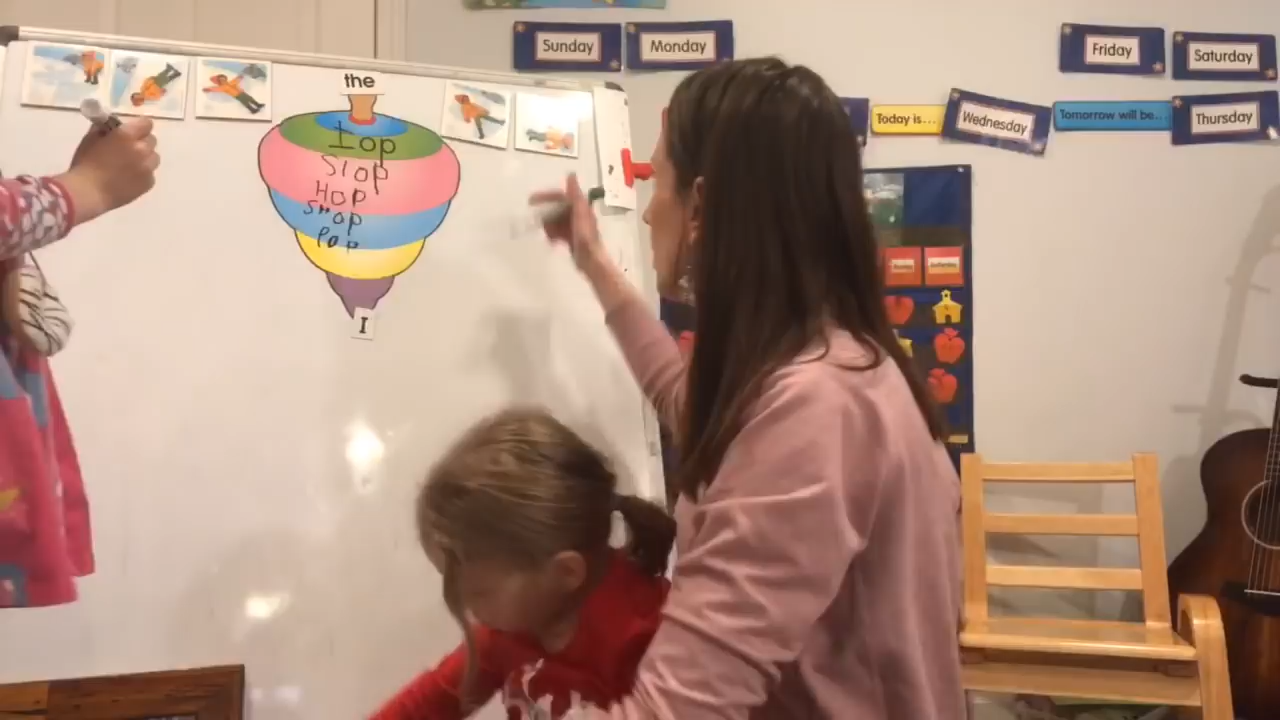 Sunday
Monday
Friday
Saturday
the
Today is...
Wednesday
Tomorrow will be..
Thursday
Top
Slop
Hop
Shop
Pop
I